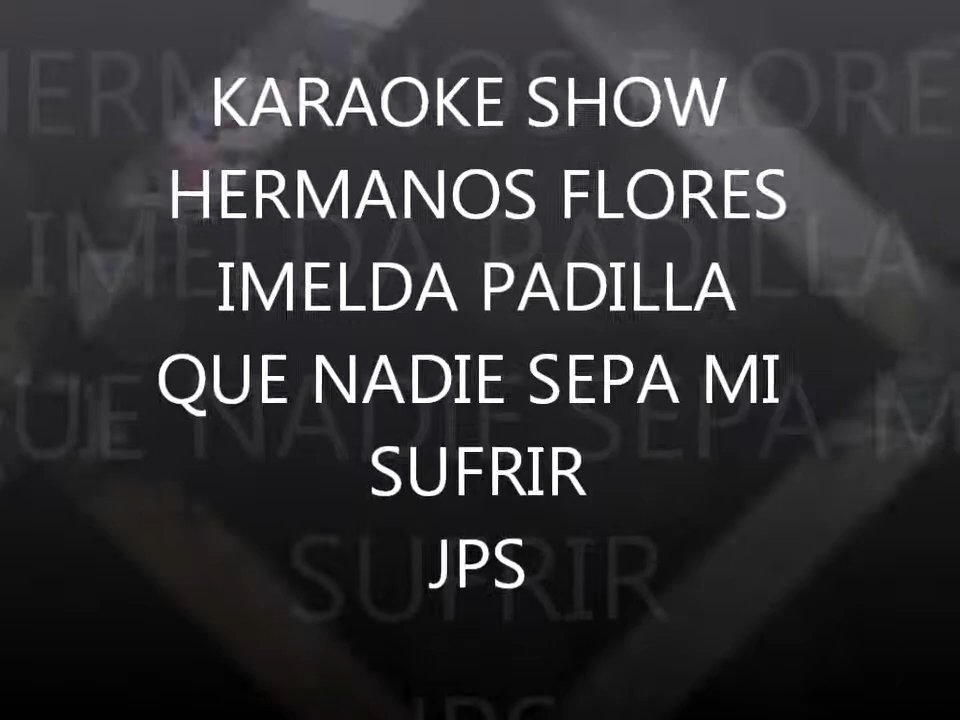 KARAOKE SHOW
HERMANOS FLORES
IMELDA PADILLA
QUE NADIE SEPA MI
SUFRIR
JPS